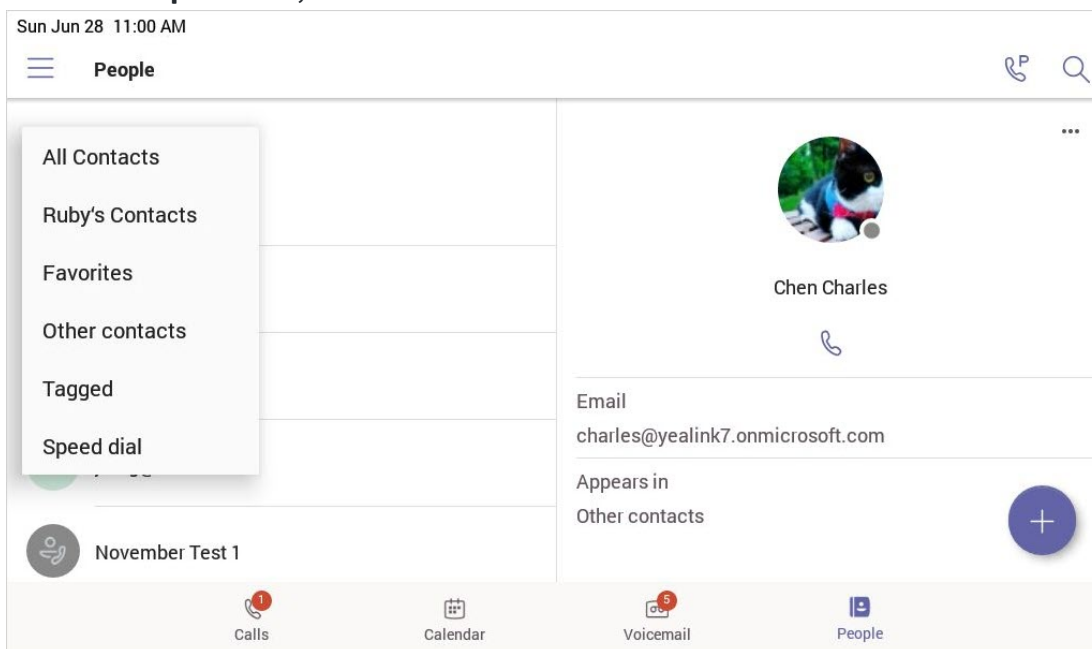 Sun Jun 28 11:00 AM
People
P
All Contacts
Ruby's Contacts
Favorites
Other contacts
Tagged
Speed dial
November Test 1
Chen Charles
Email
charles@yealink7.onmicrosoft.com
Appears in
Other contacts
1
5
Calls
Calendar
Voicemail
People